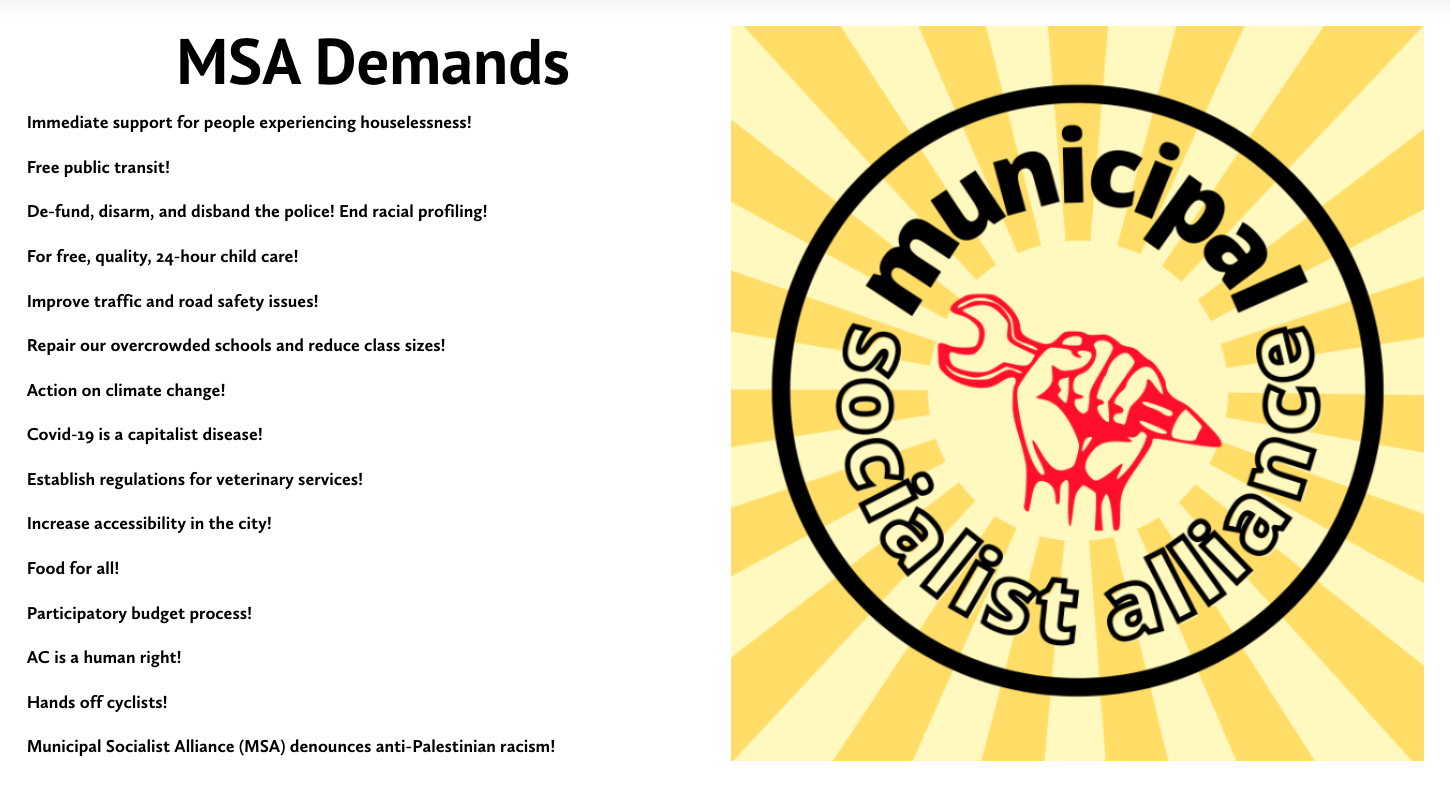 MSA Demands
Immediate support for people experiencing houselessness!
Free public transit!
De-fund, disarm, and disband the police! End racial profiling!
For free, quality, 24-hour child care!
Improve traffic and road safety issues!
Repair our overcrowded schools and reduce class sizes!
Action on climate change!
Covid-19 is a capitalist disease!
Establish regulations for veterinary services!
Increase accessibility in the city!
Food for all!
Participatory budget process!
AC is a human right!
Hands off cyclists!
Municipal Socialist Alliance (MSA) denounces anti-Palestinian racism!
municipal
socialist alliance